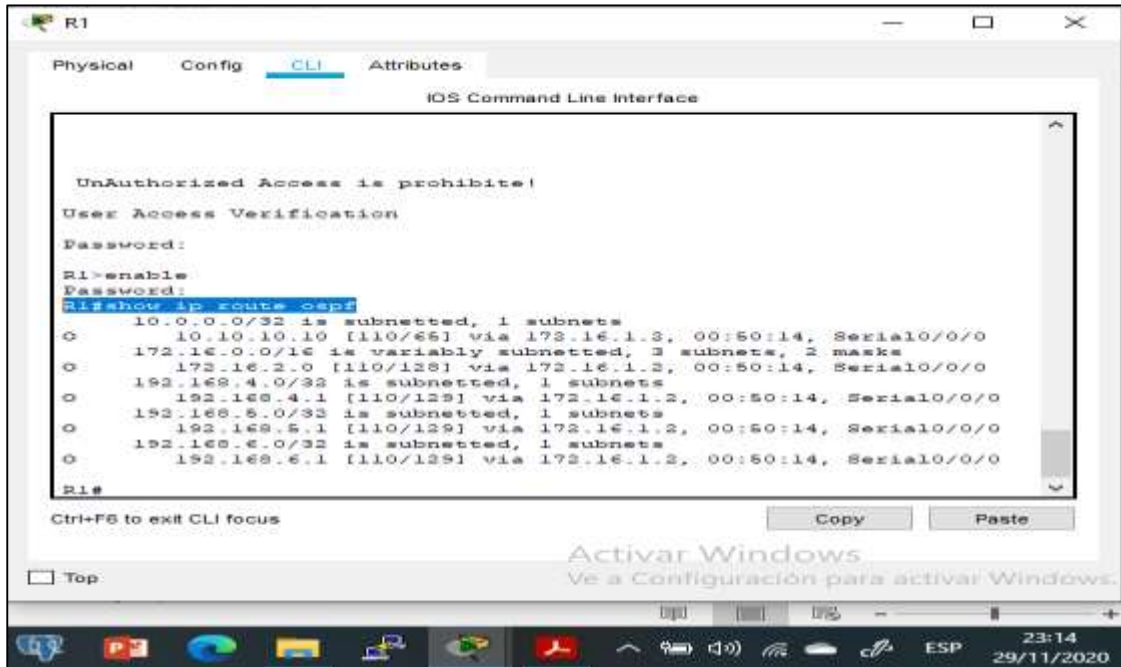 R1
Physical Config CLI Attributes
IOS Command Line Interface
UnAuthorized Access is prohibite!
User Access Verification
Password:
R1>enable
Password:
R1#show ip route ospf
10.0.0.0/32 is subnetted, 1 subnets
O 10.10.10.10 [110/65] via 172.16.1.2, 00:50:14, Serial0/0/0
172.16.0.0/16 is variably subnetted, 3 subnets, 2 masks
O 172.16.2.0 [110/128] via 172.16.1.2, 00:50:14, Serial0/0/0
192.168.4.0/32 is subnetted, 1 subnets
O 192.168.4.1 [110/129] via 172.16.1.2, 00:50:14, Serial0/0/0
192.168.5.0/32 is subnetted, 1 subnets
O 192.168.5.1 [110/129] via 172.16.1.2, 00:50:14, Serial0/0/0
192.168.6.0/32 is subnetted, 1 subnets
O 192.168.6.1 [110/129] via 172.16.1.2, 00:50:14, Serial0/0/0
R1#
Ctrl+F6 to exit CLI focus
Copy Paste
Activar Windows
Top
Ve a Configuración para activar Windows.
ESP
23:14
29/11/2020